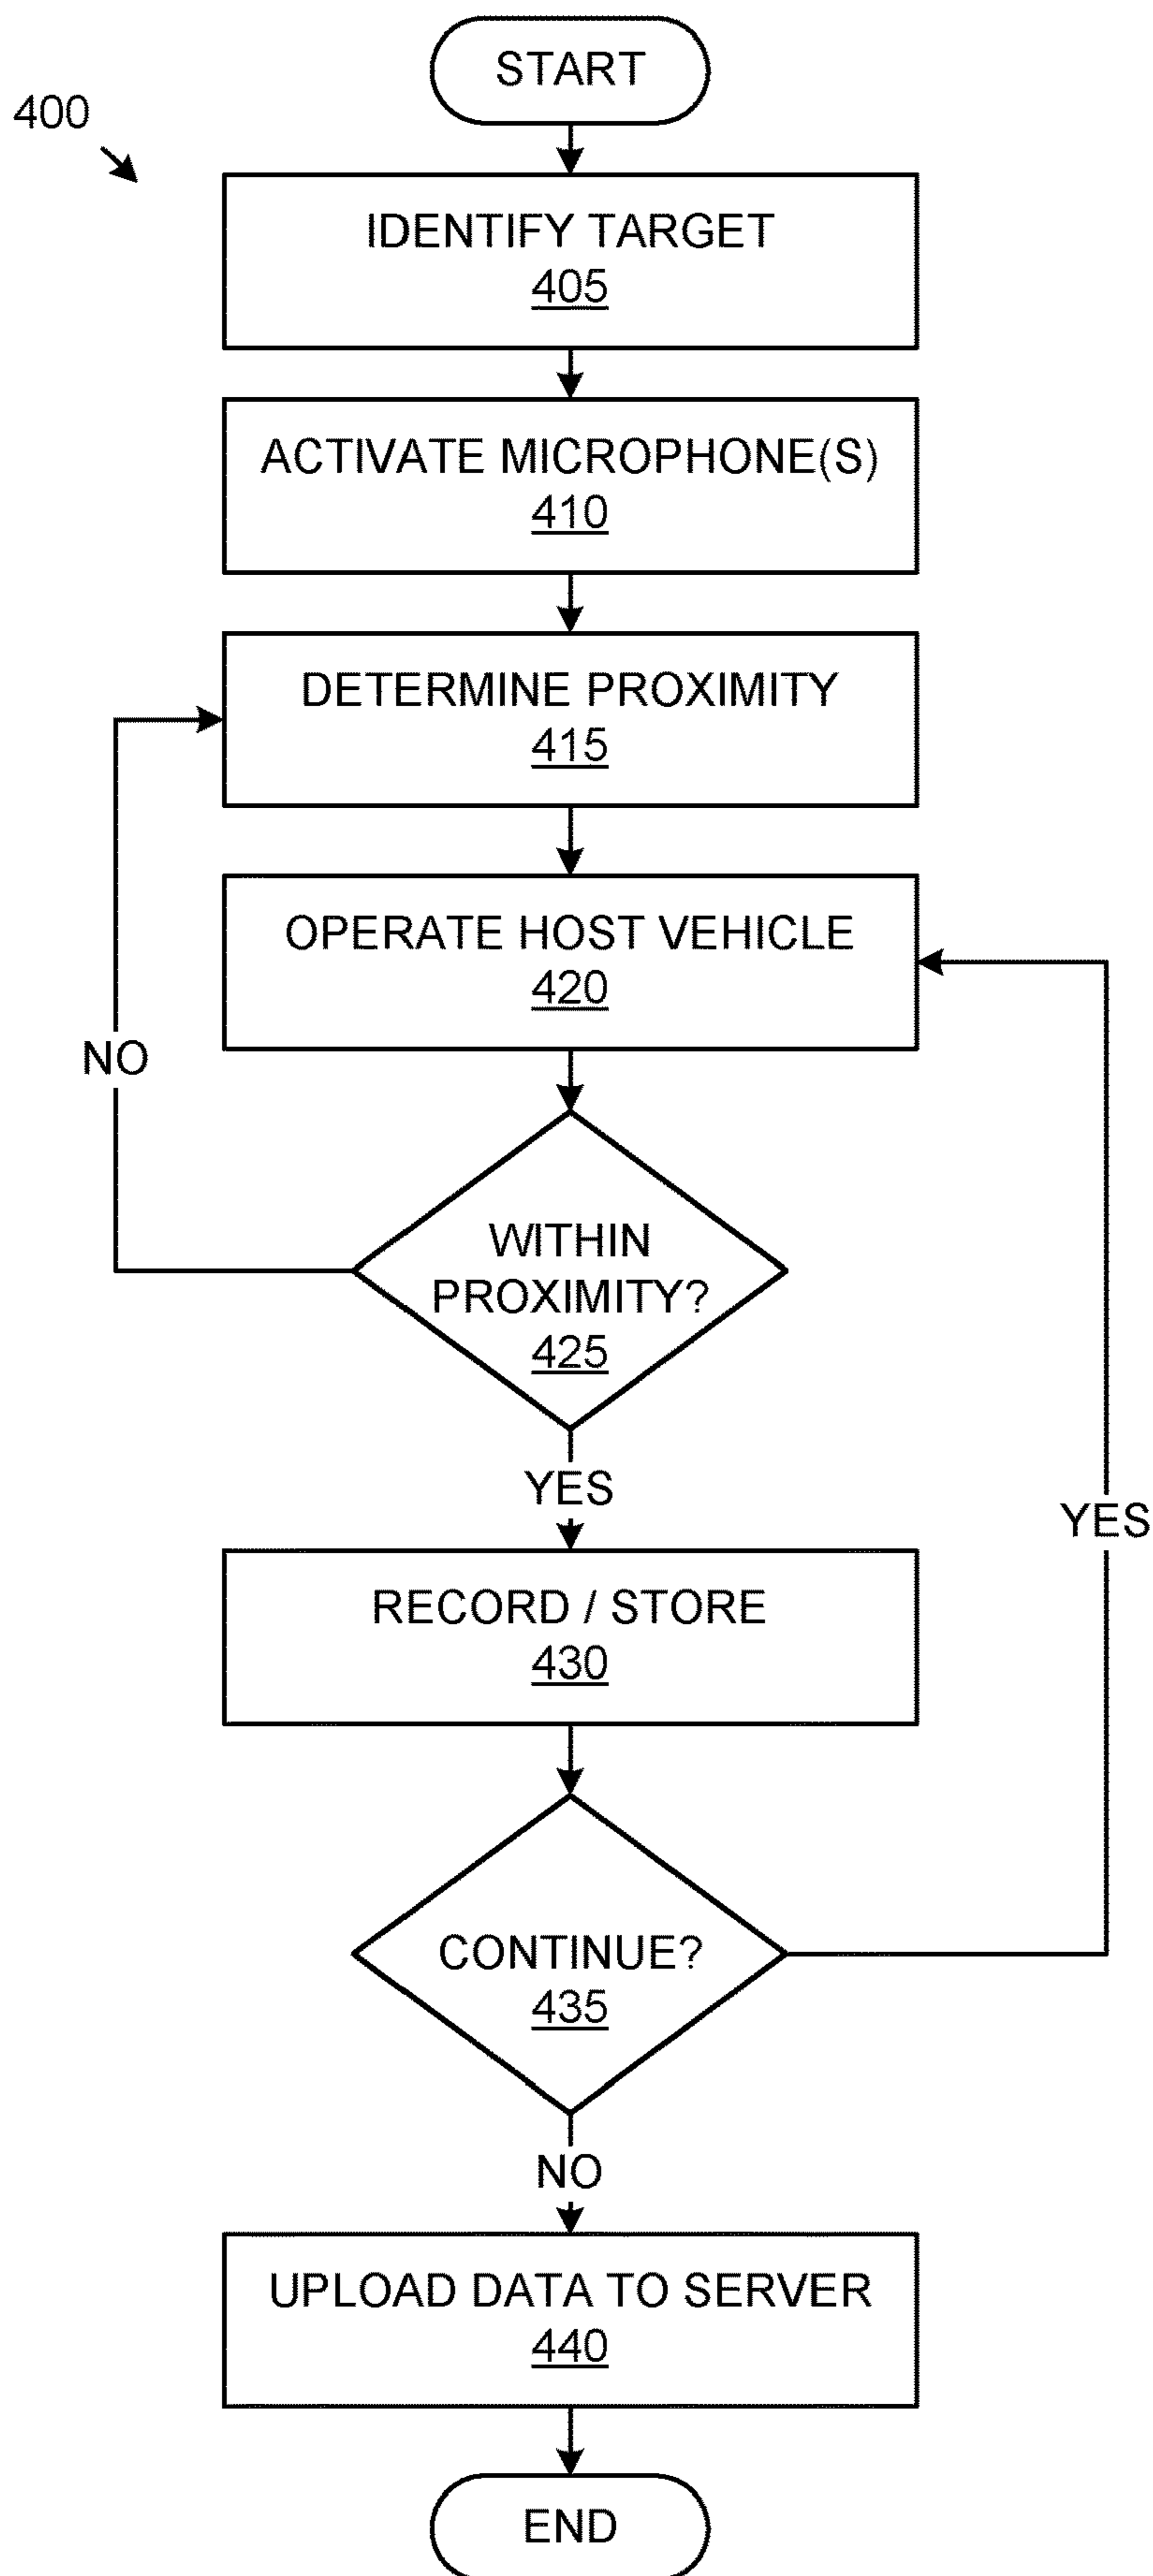 START
400
IDENTIFY TARGET
405
ACTIVATE MICROPHONE(S)
410
DETERMINE PROXIMITY
415
OPERATE HOST VEHICLE
420
NO
WITHIN
PROXIMITY?
425
YES
YES
RECORD / STORE
430
CONTINUE?
435
NO
UPLOAD DATA TO SERVER
440
END